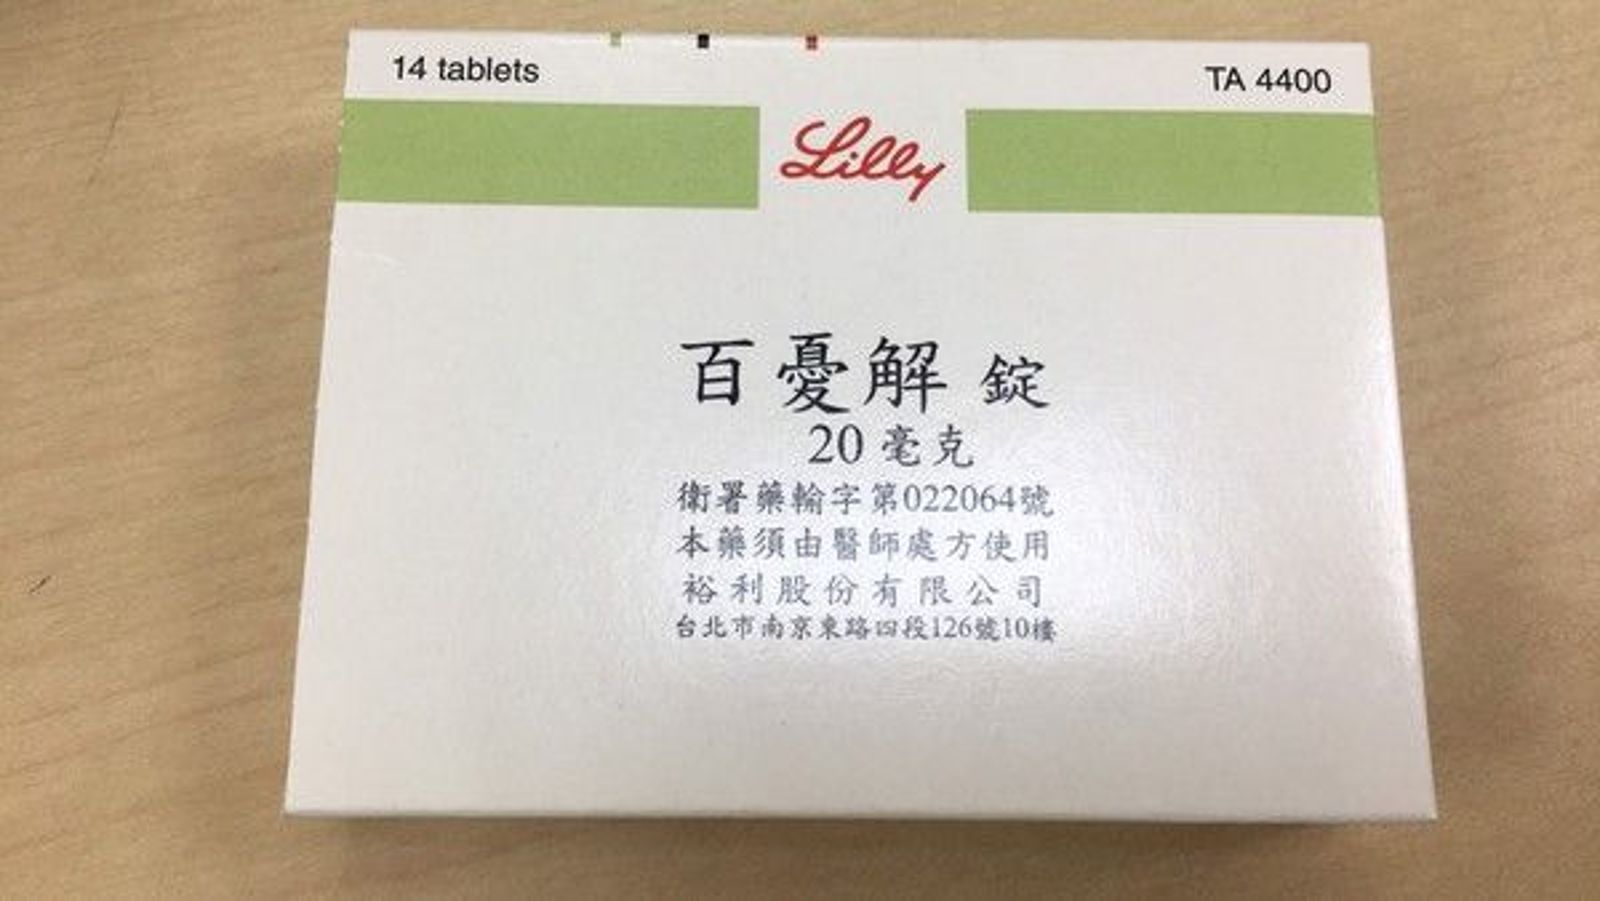 14 tablets
TA 4400
Lilly
百憂解 錠
20 毫克
衛署藥輸字第022064號
本藥須由醫師處方使用
裕利股份有限公司
台北市南京東路四段126號10樓